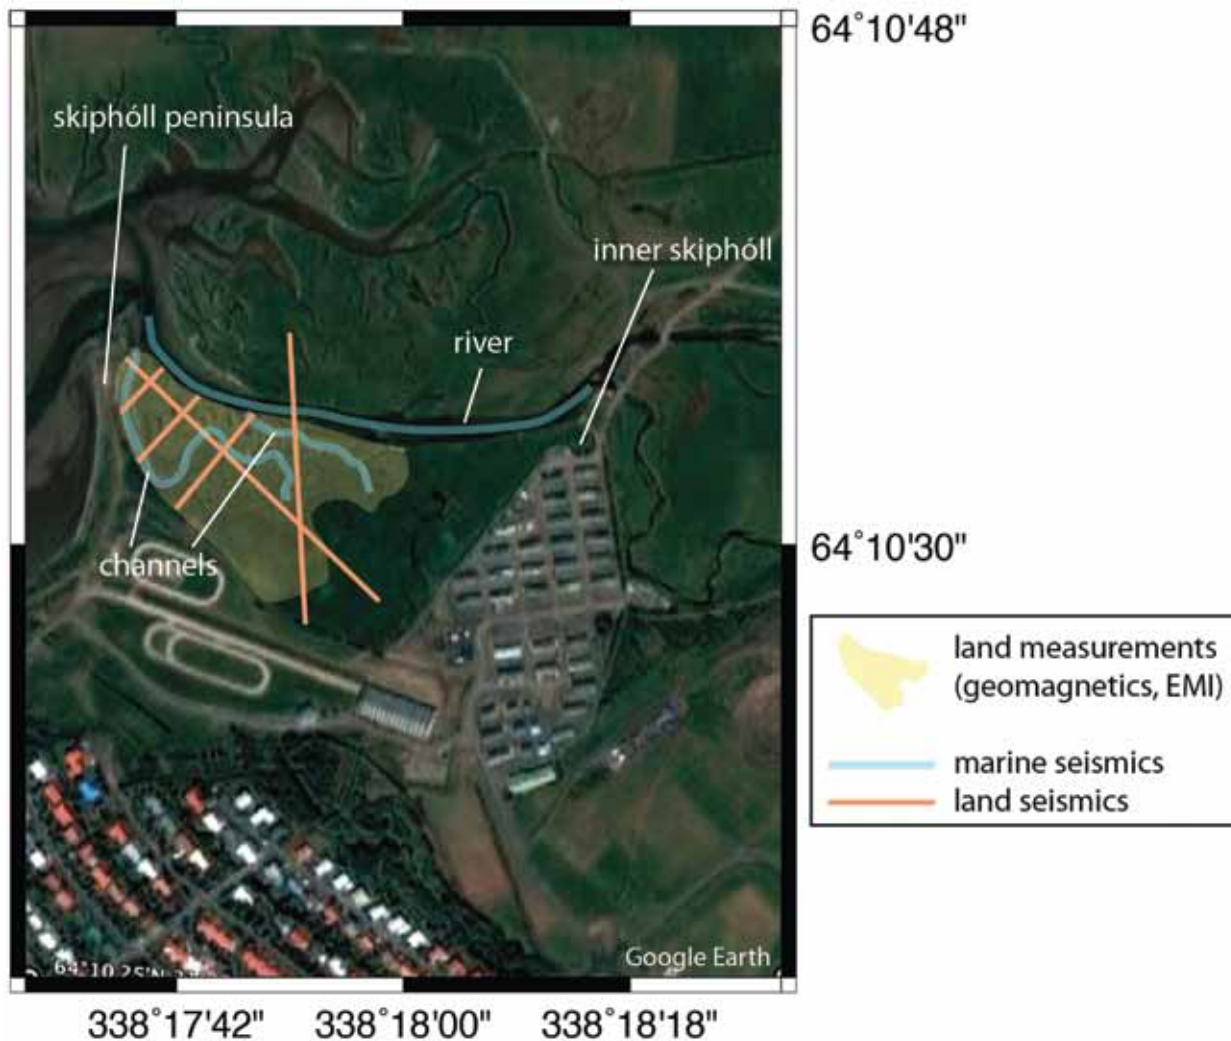 64°10'48"
skiphóll peninsula
inner skiphóll
river
64°10'30"
channels
land measurements
(geomagnetics, EMI)
marine seismics
land seismics
Google Earth
338°17'42" 338°18'00" 338°18'18"